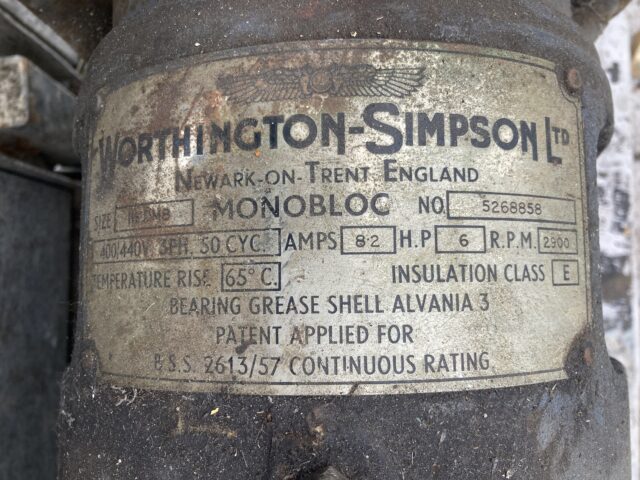 WORTHINGTON-SIMPSON LTD
NEWARK-ON-TRENT ENGLAND
SIZE MONOBLOC NO. 5268858
400/440V. 3PH. 50 CYC. AMPS 8·2 H.P 6 R.P.M. 2900
TEMPERATURE RISE 65°C. INSULATION CLASS E
BEARING GREASE SHELL ALVANIA 3
PATENT APPLIED FOR
B.S.S. 2613/57 CONTINUOUS RATING